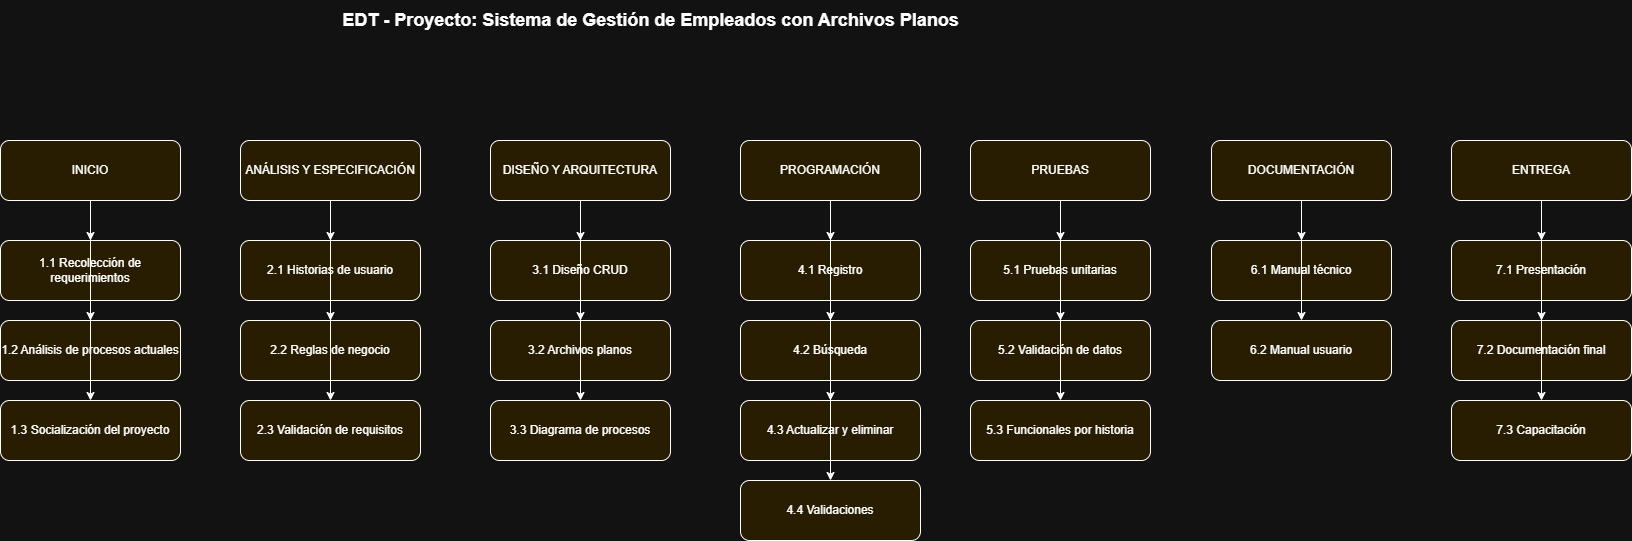 EDT - Proyecto: Sistema de Gestión de Empleados con Archivos Planos
INICIO
1.1 Recolección de
requerimientos
1.2 Análisis de procesos actuales
1.3 Socialización del proyecto
ANÁLISIS Y ESPECIFICACIÓN
2.1 Historias de usuario
2.2 Reglas de negocio
2.3 Validación de requisitos
DISEÑO Y ARQUITECTURA
3.1 Diseño CRUD
3.2 Archivos planos
3.3 Diagrama de procesos
PROGRAMACIÓN
4.1 Registro
4.2 Búsqueda
4.3 Actualizar y eliminar
4.4 Validaciones
PRUEBAS
5.1 Pruebas unitarias
5.2 Validación de datos
5.3 Funcionales por historia
DOCUMENTACIÓN
6.1 Manual técnico
6.2 Manual usuario
ENTREGA
7.1 Presentación
7.2 Documentación final
7.3 Capacitación